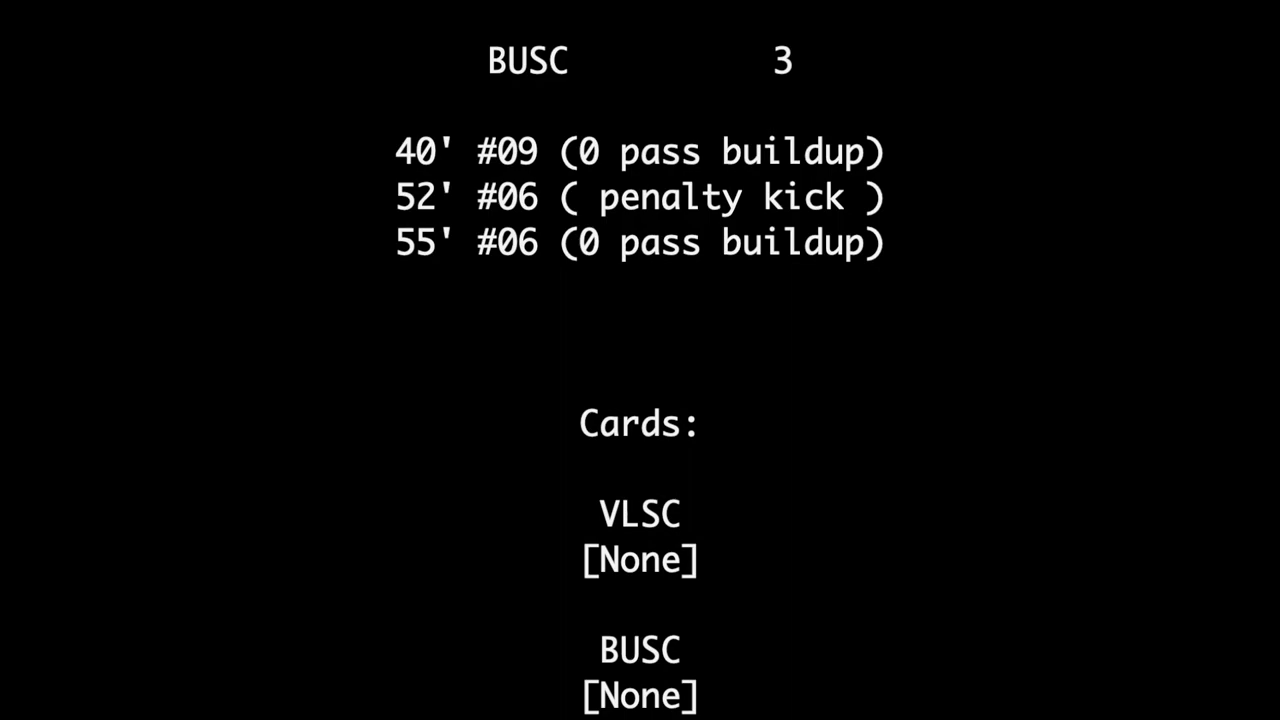 BUSC 3
40' #09 (0 pass buildup)
52' #06 ( penalty kick )
55' #06 (0 pass buildup)
Cards:
VLSC
[None]
BUSC
[None]